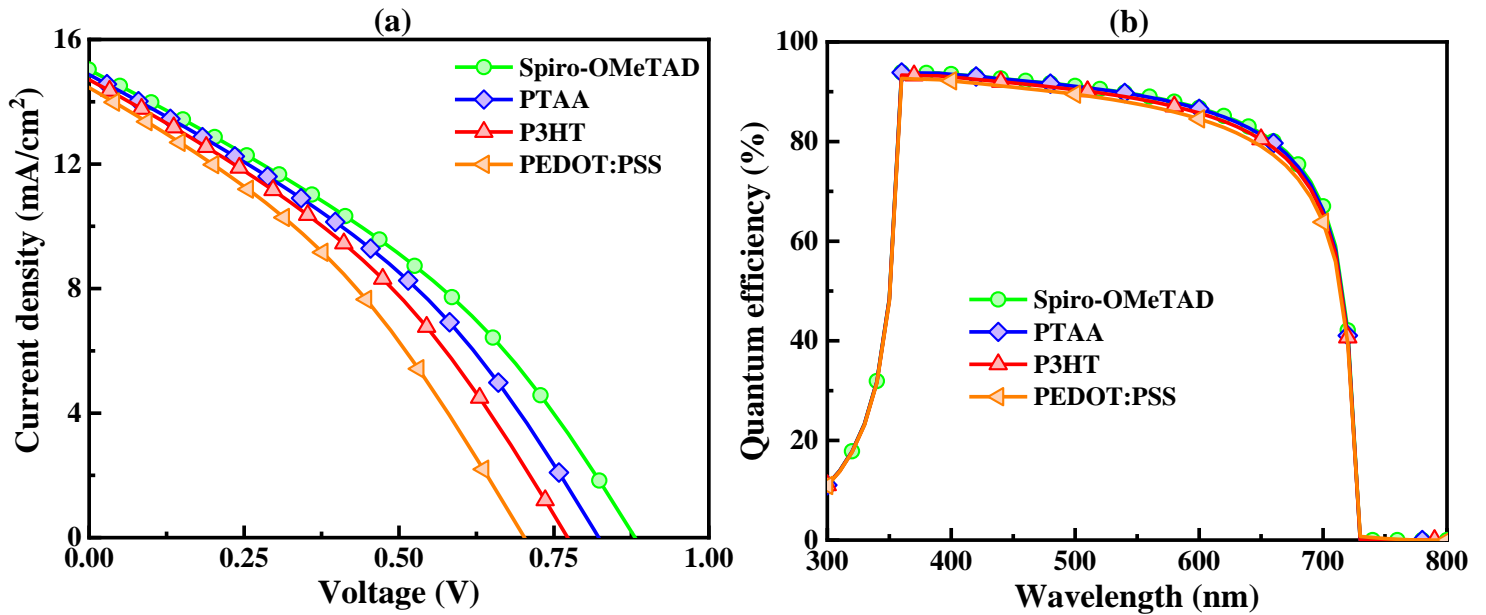 (a)
16
12
8
4
0
0.00 0.25 0.50 0.75 1.00
Current density (mA/cm²)
Voltage (V)
Spiro-OMeTAD
PTAA
P3HT
PEDOT:PSS
(b)
100
80
60
40
20
0
300 400 500 600 700 800
Quantum efficiency (%)
Wavelength (nm)
Spiro-OMeTAD
PTAA
P3HT
PEDOT:PSS